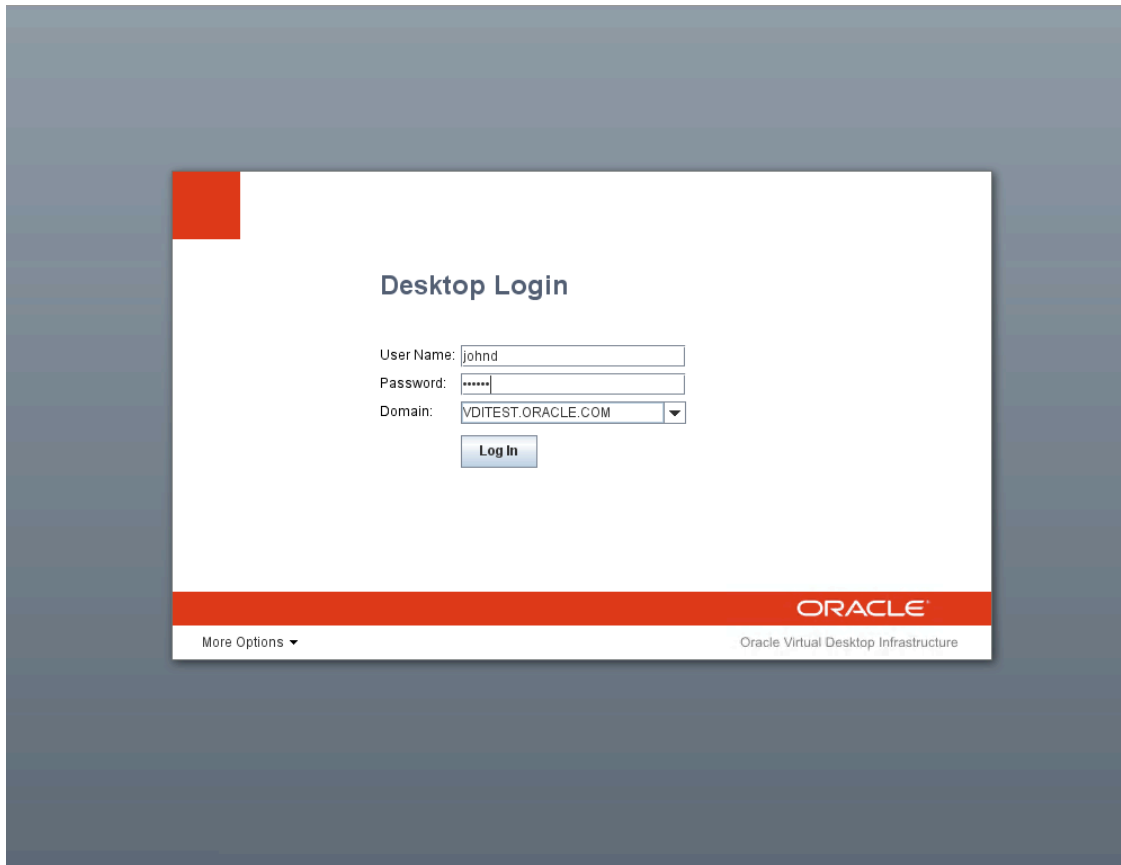 Desktop Login
User Name: johnd
Password: ••••••
Domain: VDITEST.ORACLE.COM
Log In
ORACLE
More Options
Oracle Virtual Desktop Infrastructure